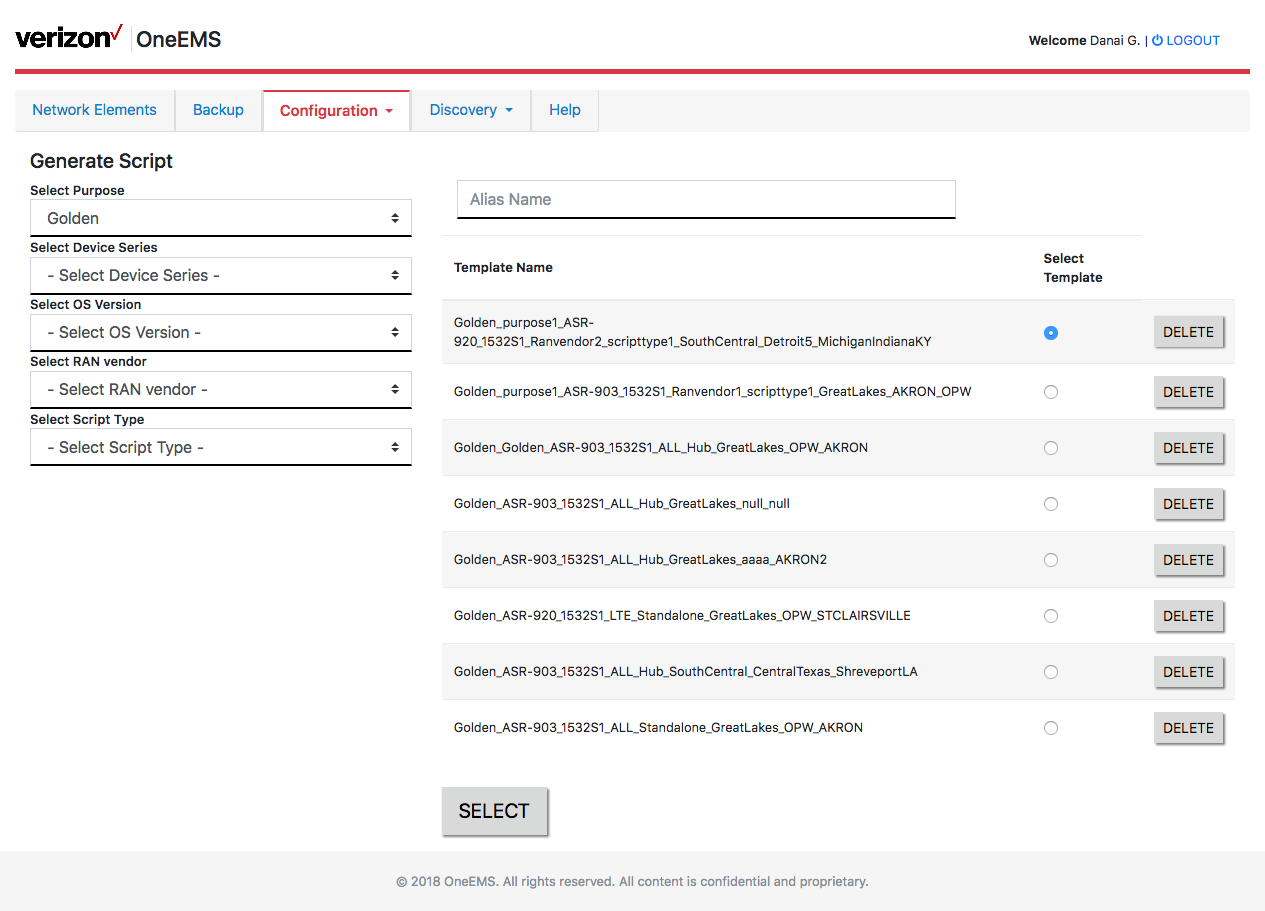 verizon✓ OneEMS
Welcome Danai G. | LOGOUT
Network Elements Backup Configuration Discovery Help
Generate Script
Select Purpose
Golden
Select Device Series
- Select Device Series -
Select OS Version
- Select OS Version -
Select RAN vendor
- Select RAN vendor -
Select Script Type
- Select Script Type -
Alias Name
Template Name
Select
Template
Golden_purpose1_ASR-
920_1532S1_Ranvendor2_scripttype1_SouthCentral_Detroit5_MichiganIndianaKY
DELETE
Golden_purpose1_ASR-903_1532S1_Ranvendor1_scripttype1_GreatLakes_AKRON_OPW
DELETE
Golden_Golden_ASR-903_1532S1_ALL_Hub_GreatLakes_OPW_AKRON
DELETE
Golden_ASR-903_1532S1_ALL_Hub_GreatLakes_null_null
DELETE
Golden_ASR-903_1532S1_ALL_Hub_GreatLakes_aaaa_AKRON2
DELETE
Golden_ASR-920_1532S1_LTE_Standalone_GreatLakes_OPW_STCLAIRSVILLE
DELETE
Golden_ASR-903_1532S1_ALL_Hub_SouthCentral_CentralTexas_ShreveportLA
DELETE
Golden_ASR-903_1532S1_ALL_Standalone_GreatLakes_OPW_AKRON
DELETE
SELECT
© 2018 OneEMS. All rights reserved. All content is confidential and proprietary.